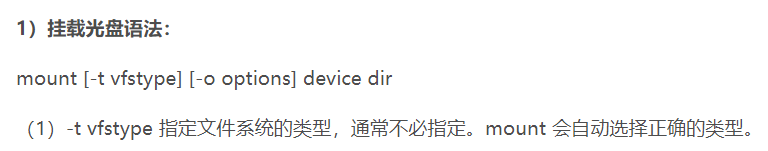 1）挂载光盘语法：
mount [-t vfstype] [-o options] device dir
（1）-t vfstype 指定文件系统的类型，通常不必指定。mount 会自动选择正确的类型。